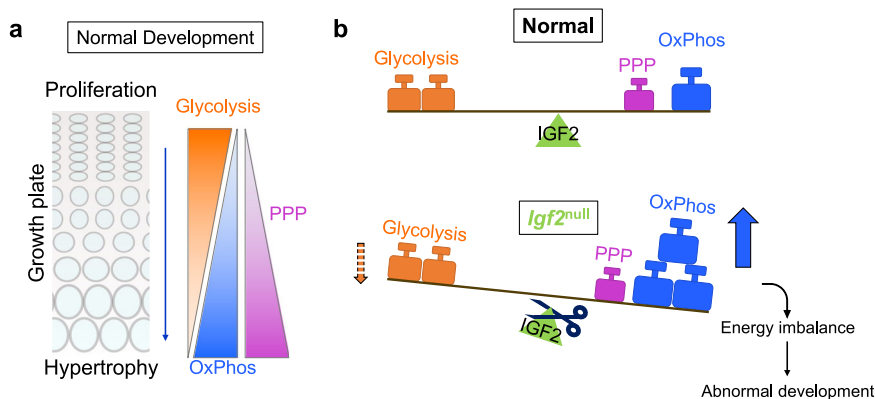 a
Normal Development
Proliferation
Glycolysis
Growth plate
PPP
Hypertrophy
OxPhos
b
Normal
Glycolysis
PPP
OxPhos
IGF2
Igf2null
Glycolysis
PPP
OxPhos
IGF2
Energy imbalance
Abnormal development